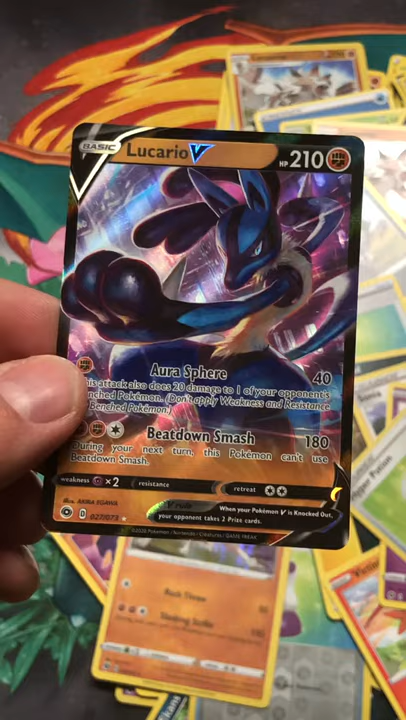 BASIC Lucario V HP 210
Aura Sphere 40
This attack also does 20 damage to 1 of your opponent's
Benched Pokémon. (Don't apply Weakness and Resistance
Benched Pokémon.)
Beatdown Smash 180
During your next turn, this Pokémon can't use
Beatdown Smash.
weakness ×2 resistance retreat
V rule
When your Pokémon V is Knocked Out,
your opponent takes 2 Prize cards.
Illus. AKIRA EGAWA
D 027/073
©2020 Pokémon / Nintendo / Creatures / GAME FREAK
Rock Throw